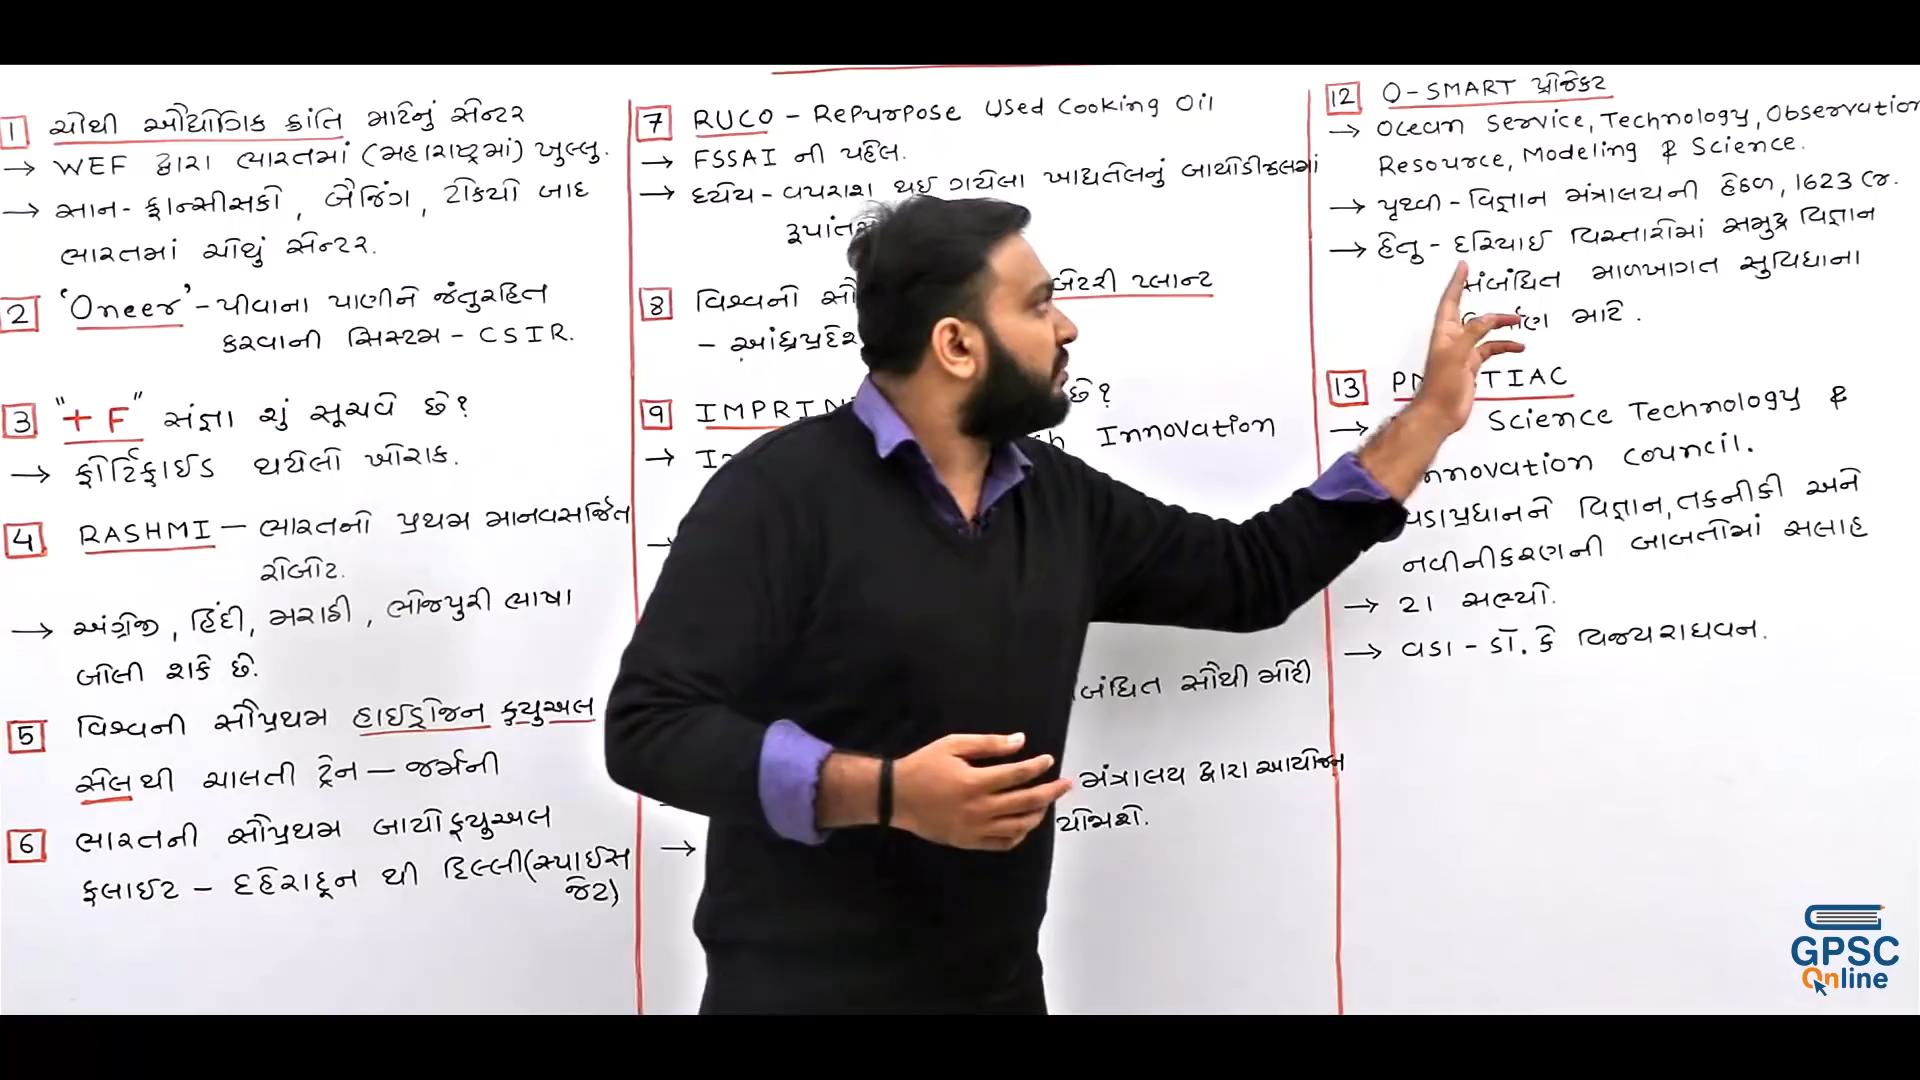 1 ચોથી ઔદ્યોગિક ક્રાંતિ માટેનું સેન્ટર
→ WEF દ્વારા ભારતમાં (મહારાષ્ટ્રમાં) ખુલ્લુ.
→ સાન-ફ્રાન્સીસકો, બૈજિંગ, ટોક્યો બાદ
ભારતમાં ચોથું સેન્ટર.
2 'Oneer' - પીવાના પાણીને જંતુરહિત
કરવાની સિસ્ટમ - CSIR.
3 "+F" સંજ્ઞા શું સૂચવે છે?
→ ફોર્ટિફાઈડ થયેલો ખોરાક.
4 RASHMI - ભારતનો પ્રથમ માનવસર્જિત
રોબોટ.
→ અંગ્રેજી, હિંદી, મરાઠી, ભોજપુરી ભાષા
બોલી શકે છે.
5 વિશ્વની સૌપ્રથમ હાઈડ્રોજન ફ્યુઅલ
સેલથી ચાલતી ટ્રેન - જર્મની
6 ભારતની સૌપ્રથમ બાયોફ્યુઅલ
ફ્લાઈટ - દહેરાદૂન થી દિલ્લી (સ્પાઈસ
જેટ)
7 RUCO - RePurpose Used Cooking Oil
→ FSSAI ની પહેલ.
→ ધ્યેય - વપરાશ થઈ ગયેલા ખાદ્યતેલનું બાયોડીઝલમાં
8 વિશ્વનો બેટરી પ્લાન્ટ
- આંધ્રપ્રદેશ
9 IMPRINT છે?
→ Innovation
સંબંધિત સૌથી મોટી
મંત્રાલય દ્વારા આયોજન
→
12 O-SMART પ્રોજેક્ટ
→ Ocean Service, Technology, Observation
Resource, Modeling & Science.
→ પૃથ્વી-વિજ્ઞાન મંત્રાલયની હેઠળ, 1623 કર.
→ હેતુ - દરિયાઈ વિસ્તારોમાં સમુદ્ર વિજ્ઞાન
સંબંધિત માળખાગત સુવિધાના
નિર્માણ માટે.
13 PM STIAC
→ Science Technology &
Innovation Council.
વડાપ્રધાનને વિજ્ઞાન, તકનીકી અને
નવીનીકરણની બાબતોમાં સલાહ
→ 21 સભ્યો.
→ વડા - ડૉ. કે વિજયરાઘવન.
GPSC
Online